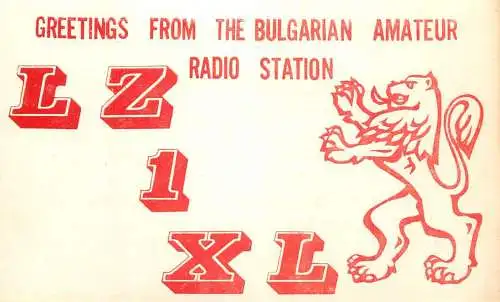 GREETINGS FROM THE BULGARIAN AMATEUR
RADIO STATION
LZ
1
XL